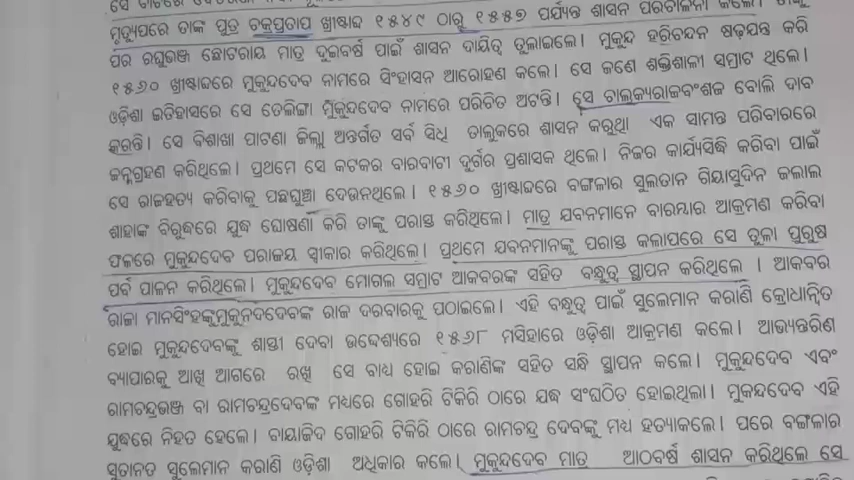 ମୃତ୍ୟୁପରେ ତାଙ୍କ ପୁତ୍ର ଚକ୍ରପ୍ରତାପ ଖ୍ରୀଷ୍ଟାବ୍ଦ ୧୫୪୯ ଠାରୁ ୧୫୫୭ ପର୍ଯ୍ୟନ୍ତ ଶାସନ ପରିଚାଳନା କଲେ।
ପର ରଘୁଭଞ୍ଜ ଛୋଟରାୟ ମାତ୍ର ଦୁଇବର୍ଷ ପାଇଁ ଶାସନ ଦାୟିତ୍ୱ ତୁଲାଇଲେ। ମୁକୁନ୍ଦ ହରିଚନ୍ଦନ ଷଡ଼ଯନ୍ତ କରି
୧୫୬୦ ଖ୍ରୀଷ୍ଟାବ୍ଦରେ ମୁକୁନ୍ଦଦେବ ନାମରେ ସିଂହାସନ ଆରୋହଣ କଲେ। ସେ ଜଣେ ଶକ୍ତିଶାଳୀ ସମ୍ରାଟ ଥିଲେ।
ଓଡ଼ିଶା ଇତିହାସରେ ସେ ତେଲିଙ୍ଗା ମୁକୁନ୍ଦଦେବ ନାମରେ ପରିଚିତ ଅଟନ୍ତି। ସେ ଚାଲୁକ୍ୟରାଜବଂଶଜ ବୋଲି ଦାବ
କରନ୍ତି। ସେ ବିଶାଖା ପାଟଣା ଜିଲ୍ଲା ଅନ୍ତର୍ଗତ ସର୍ବ ସିଧି ତାଲୁକରେ ଶାସନ କରୁଥିବା ଏକ ସାମନ୍ତ ପରିବାରରେ
ଜନ୍ମଗ୍ରହଣ କରିଥିଲେ। ପ୍ରଥମେ ସେ କଟକର ବାରବାଟୀ ଦୁର୍ଗର ପ୍ରଶାସକ ଥିଲେ। ନିଜର କାର୍ଯ୍ୟସିଦ୍ଧି କରିବା ପାଇଁ
ସେ ରାଜହତ୍ୟା କରିବାକୁ ପଛଘୁଞ୍ଚା ଦେଉନଥିଲେ। ୧୫୬୦ ଖ୍ରୀଷ୍ଟାବ୍ଦରେ ବଙ୍ଗଳାର ସୁଲତାନ ଗିୟାସୁଦିନ ଜଲାଲ
ଶାହାଙ୍କ ବିରୁଦ୍ଧରେ ଯୁଦ୍ଧ ଘୋଷଣା କରି ତାଙ୍କୁ ପରାସ୍ତ କରିଥିଲେ। ମାତ୍ର ଯବନମାନେ ବାରମ୍ବାର ଆକ୍ରମଣ କରିବା
ଫଳରେ ମୁକୁନ୍ଦଦେବ ପରାଜୟ ସ୍ୱୀକାର କରିଥିଲେ। ପ୍ରଥମେ ଯବନମାନଙ୍କୁ ପରାସ୍ତ କଲାପରେ ସେ ତୁଳା ପୁରୁଷ
ପର୍ବ ପାଳନ କରିଥିଲେ। ମୁକୁନ୍ଦଦେବ ମୋଗଲ ସମ୍ରାଟ ଆକବରଙ୍କ ସହିତ ବନ୍ଧୁତ୍ୱ ସ୍ଥାପନ କରିଥିଲେ । ଆକବର
ରାଜା ମାନସିଂହଙ୍କୁମୁକୁନ୍ଦଦେବଙ୍କ ରାଜ ଦରବାରକୁ ପଠାଇଲେ। ଏହି ବନ୍ଧୁତ୍ୱ ପାଇଁ ସୁଲେମାନ କରାଣି କ୍ରୋଧାନ୍ୱିତ
ହୋଇ ମୁକୁନ୍ଦଦେବଙ୍କୁ ଶାସ୍ତୀ ଦେବା ଉଦ୍ଦେଶ୍ୟରେ ୧୫୬୮ ମସିହାରେ ଓଡ଼ିଶା ଆକ୍ରମଣ କଲେ। ଆଭ୍ୟନ୍ତରିଣ
ବ୍ୟାପାରକୁ ଆଖି ଆଗରେ ରଖି ସେ ବାଧ୍ୟ ହୋଇ କରାଣିଙ୍କ ସହିତ ସନ୍ଧି ସ୍ଥାପନ କଲେ। ମୁକୁନ୍ଦଦେବ ଏବଂ
ରାମଚନ୍ଦ୍ରଭଞ୍ଜ ବା ରାମଚନ୍ଦ୍ରଦେବଙ୍କ ମଧ୍ୟରେ ଗୋହରି ଟିକିରି ଠାରେ ଯୁଦ୍ଧ ସଂଘଠିତ ହୋଇଥିଲା। ମୁକୁନ୍ଦଦେବ ଏହି
ଯୁଦ୍ଧରେ ନିହତ ହେଲେ। ବାୟାଜିଦ ଗୋହରି ଟିକିରି ଠାରେ ରାମଚନ୍ଦ୍ର ଦେବଙ୍କୁ ମଧ୍ୟ ହତ୍ୟାକଲେ। ପରେ ବଙ୍ଗଳାର
ସୁତାନତ ସୁଲେମାନ କରାଣି ଓଡ଼ିଶା ଅଧିକାର କଲେ। ମୁକୁନ୍ଦଦେବ ମାତ୍ର ଆଠବର୍ଷ ଶାସନ କରିଥିଲେ ସେ